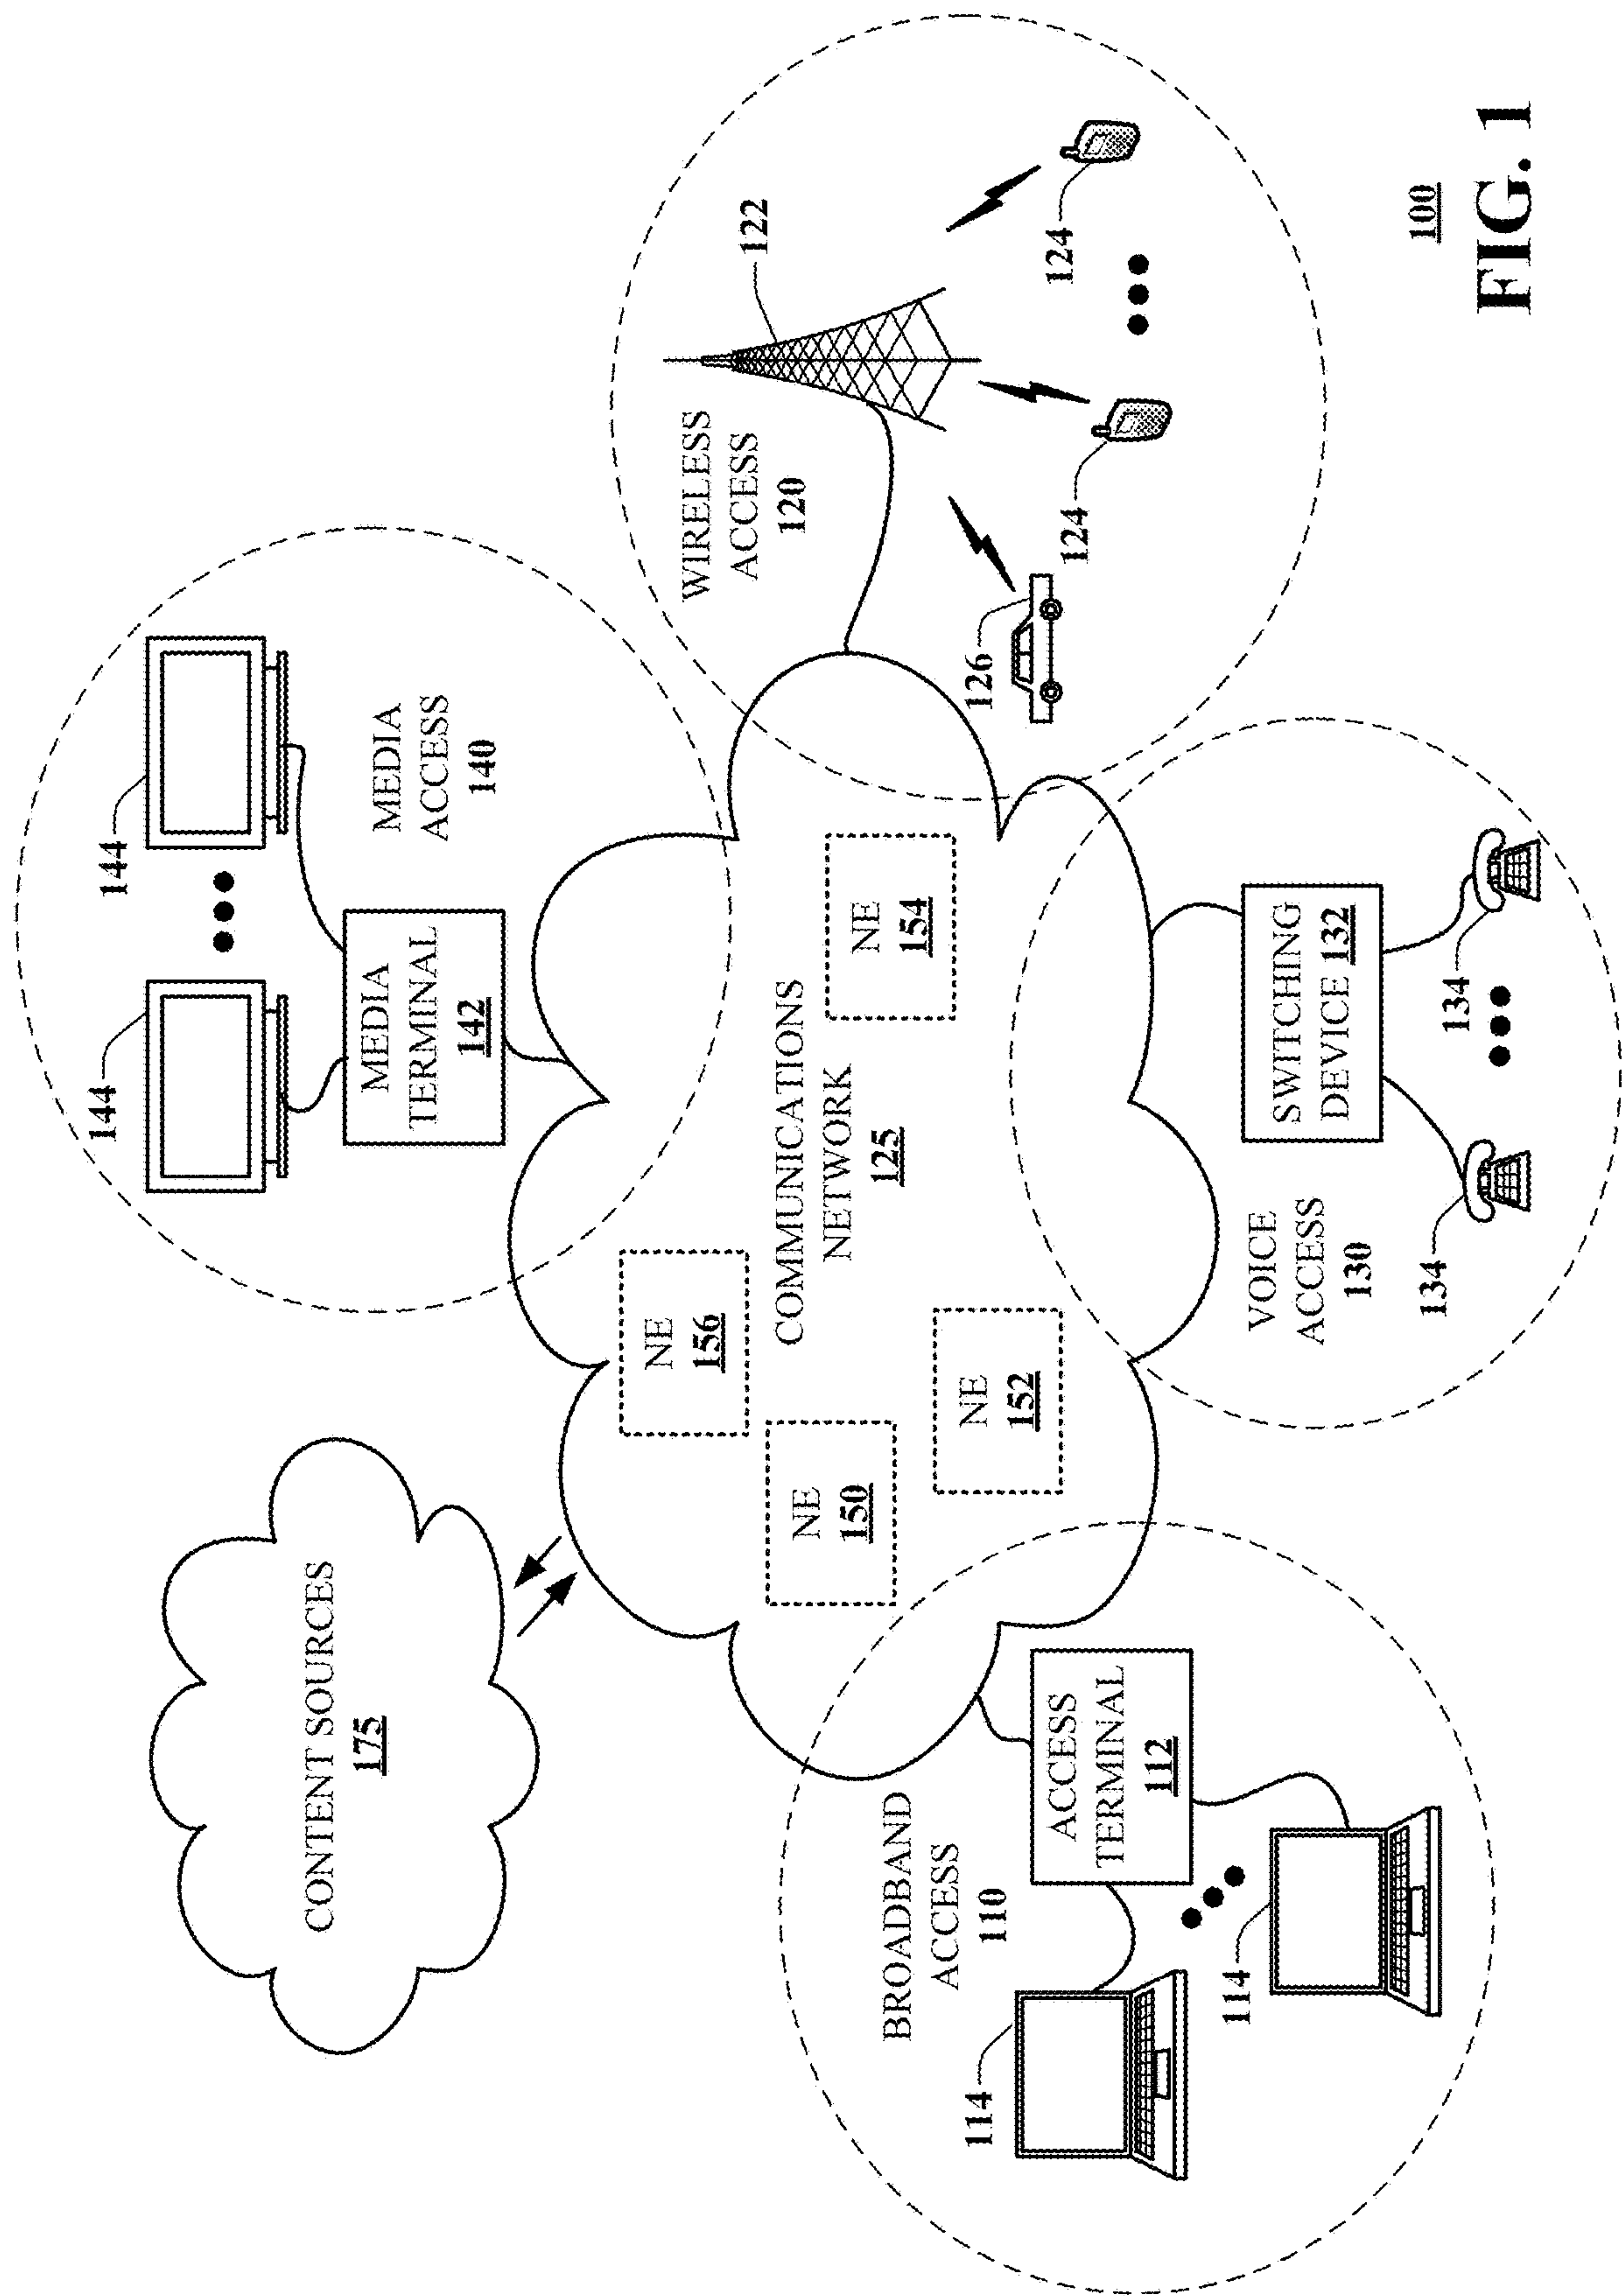 100
FIG. 1
CONTENT SOURCES
175
144
144
MEDIA
TERMINAL
142
MEDIA
ACCESS
140
NE
156
NE
150
NE
152
COMMUNICATIONS
NETWORK
125
NE
154
WIRELESS
ACCESS
120
122
126
124
124
BROADBAND
ACCESS
110
ACCESS
TERMINAL
112
114
114
VOICE
ACCESS
130
SWITCHING
DEVICE 132
134
134